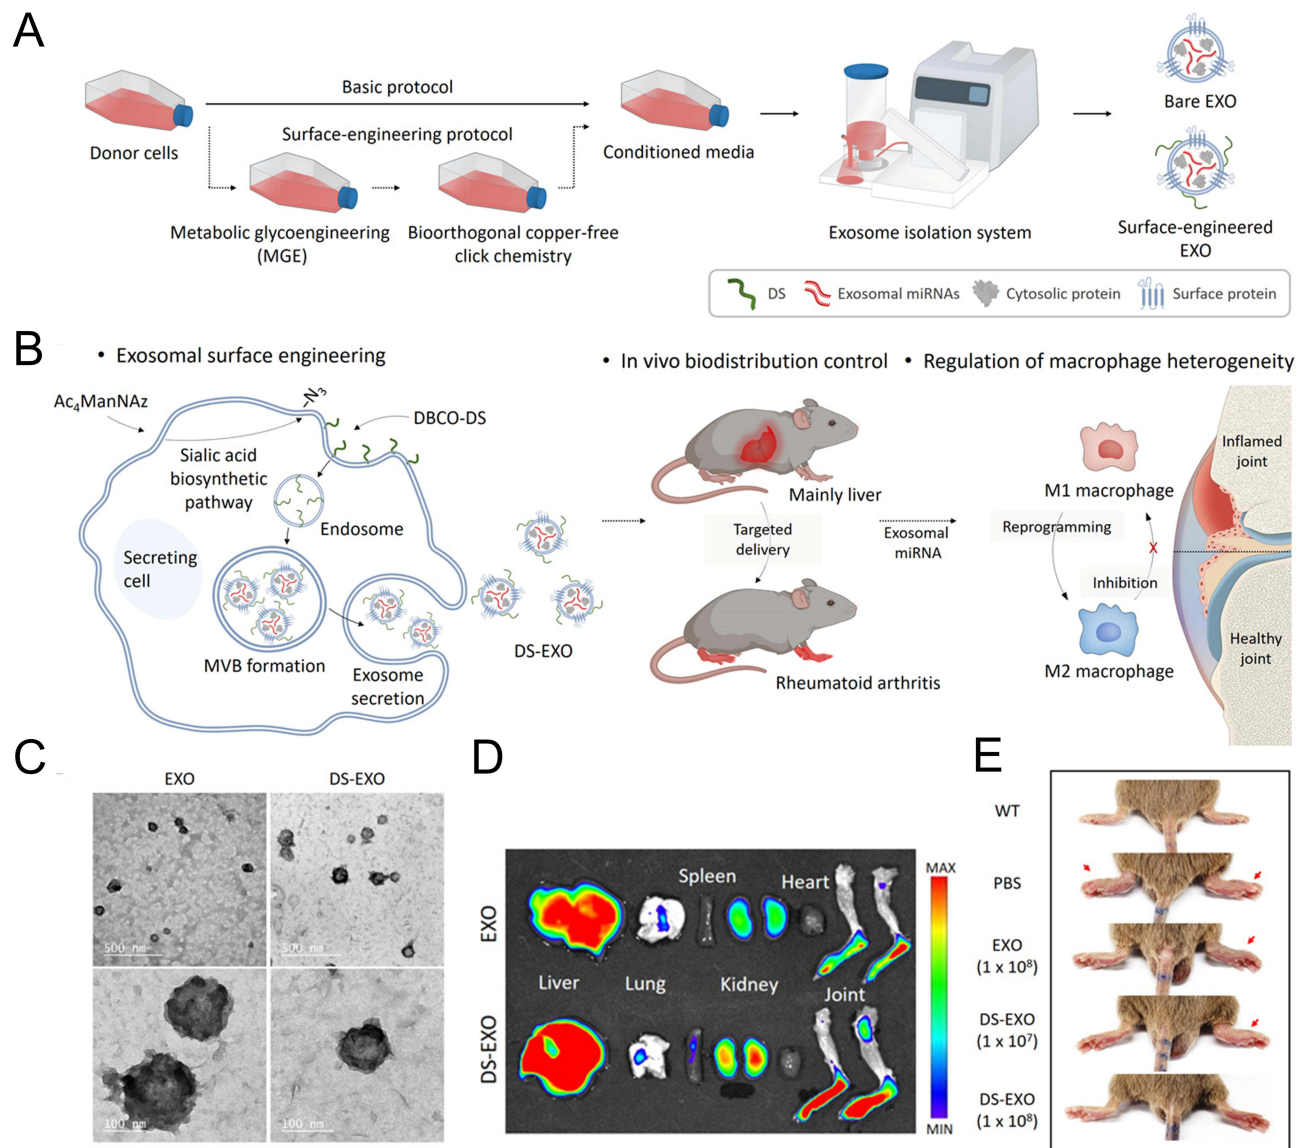 A
Basic protocol
Surface-engineering protocol
Donor cells
Metabolic glycoengineering
(MGE)
Bioorthogonal copper-free
click chemistry
Conditioned media
Exosome isolation system
Bare EXO
Surface-engineered
EXO
DS
Exosomal miRNAs
Cytosolic protein
Surface protein
B
• Exosomal surface engineering
• In vivo biodistribution control
• Regulation of macrophage heterogeneity
Ac₄ManNAz
–N₃
DBCO-DS
Sialic acid
biosynthetic
pathway
Endosome
Secreting
cell
MVB formation
Exosome
secretion
DS-EXO
Mainly liver
Targeted
delivery
Rheumatoid arthritis
Exosomal
miRNA
M1 macrophage
Reprogramming
X
Inhibition
M2 macrophage
Inflamed
joint
Healthy
joint
C
EXO
DS-EXO
500 nm
500 nm
100 nm
100 nm
D
EXO
DS-EXO
Spleen
Heart
Liver
Lung
Kidney
Joint
MAX
MIN
E
WT
PBS
EXO
(1 x 10⁸)
DS-EXO
(1 x 10⁷)
DS-EXO
(1 x 10⁸)